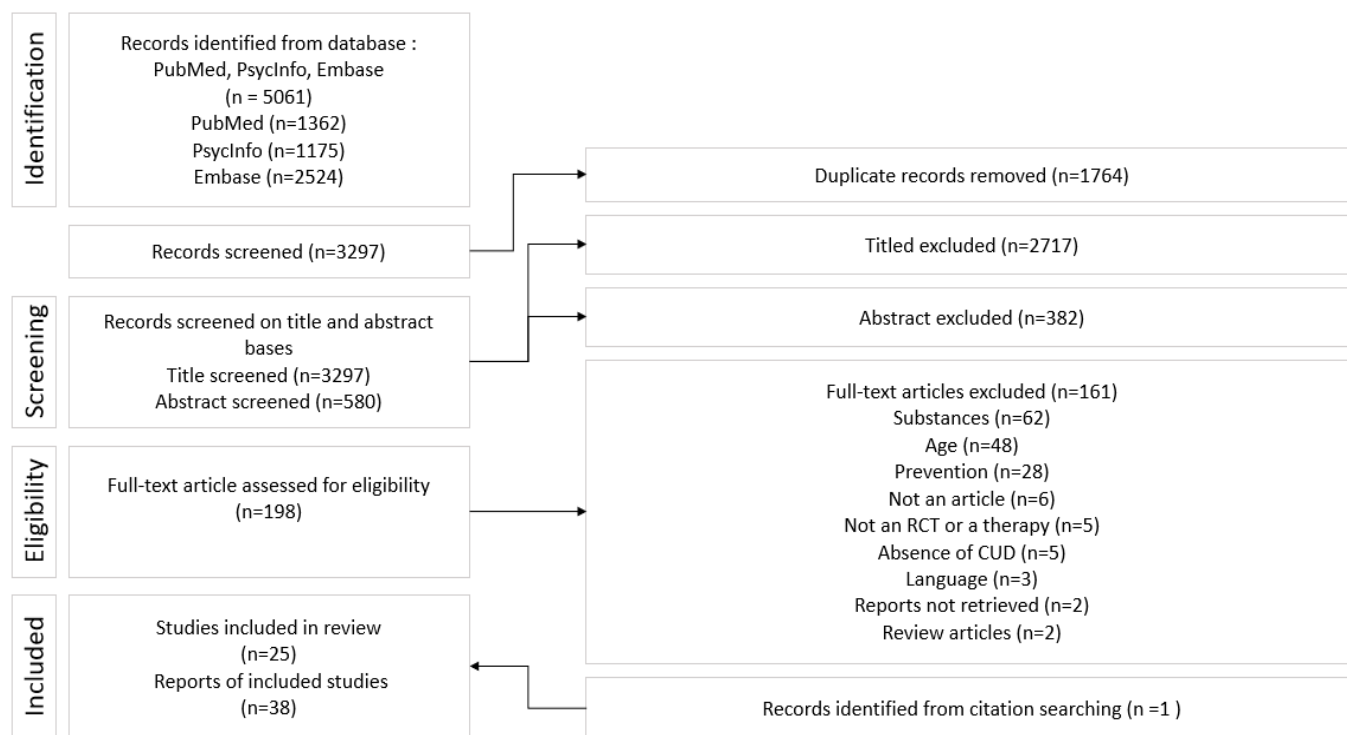 Identification
Records identified from database :
PubMed, PsycInfo, Embase
(n = 5061)
PubMed (n=1362)
PsycInfo (n=1175)
Embase (n=2524)
Duplicate records removed (n=1764)
Records screened (n=3297)
Titled excluded (n=2717)
Screening
Records screened on title and abstract
bases
Title screened (n=3297)
Abstract screened (n=580)
Abstract excluded (n=382)
Eligibility
Full-text article assessed for eligibility
(n=198)
Full-text articles excluded (n=161)
Substances (n=62)
Age (n=48)
Prevention (n=28)
Not an article (n=6)
Not an RCT or a therapy (n=5)
Absence of CUD (n=5)
Language (n=3)
Reports not retrieved (n=2)
Review articles (n=2)
Included
Studies included in review
(n=25)
Reports of included studies
(n=38)
Records identified from citation searching (n =1 )